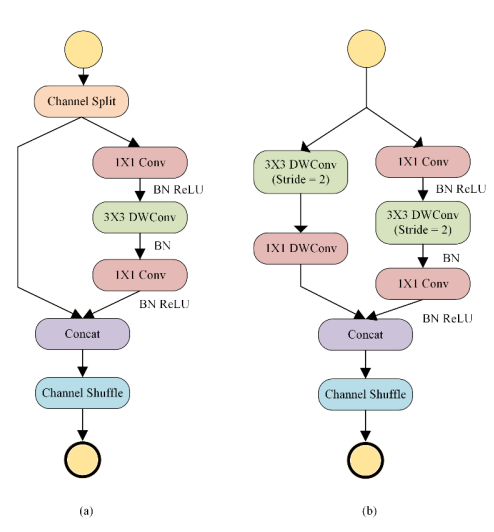 Channel Split
1X1 Conv
BN ReLU
3X3 DWConv
BN
1X1 Conv
BN ReLU
Concat
Channel Shuffle
(a)
3X3 DWConv
(Stride = 2)
1X1 DWConv
1X1 Conv
BN ReLU
3X3 DWConv
(Stride = 2)
BN
1X1 Conv
BN ReLU
Concat
Channel Shuffle
(b)